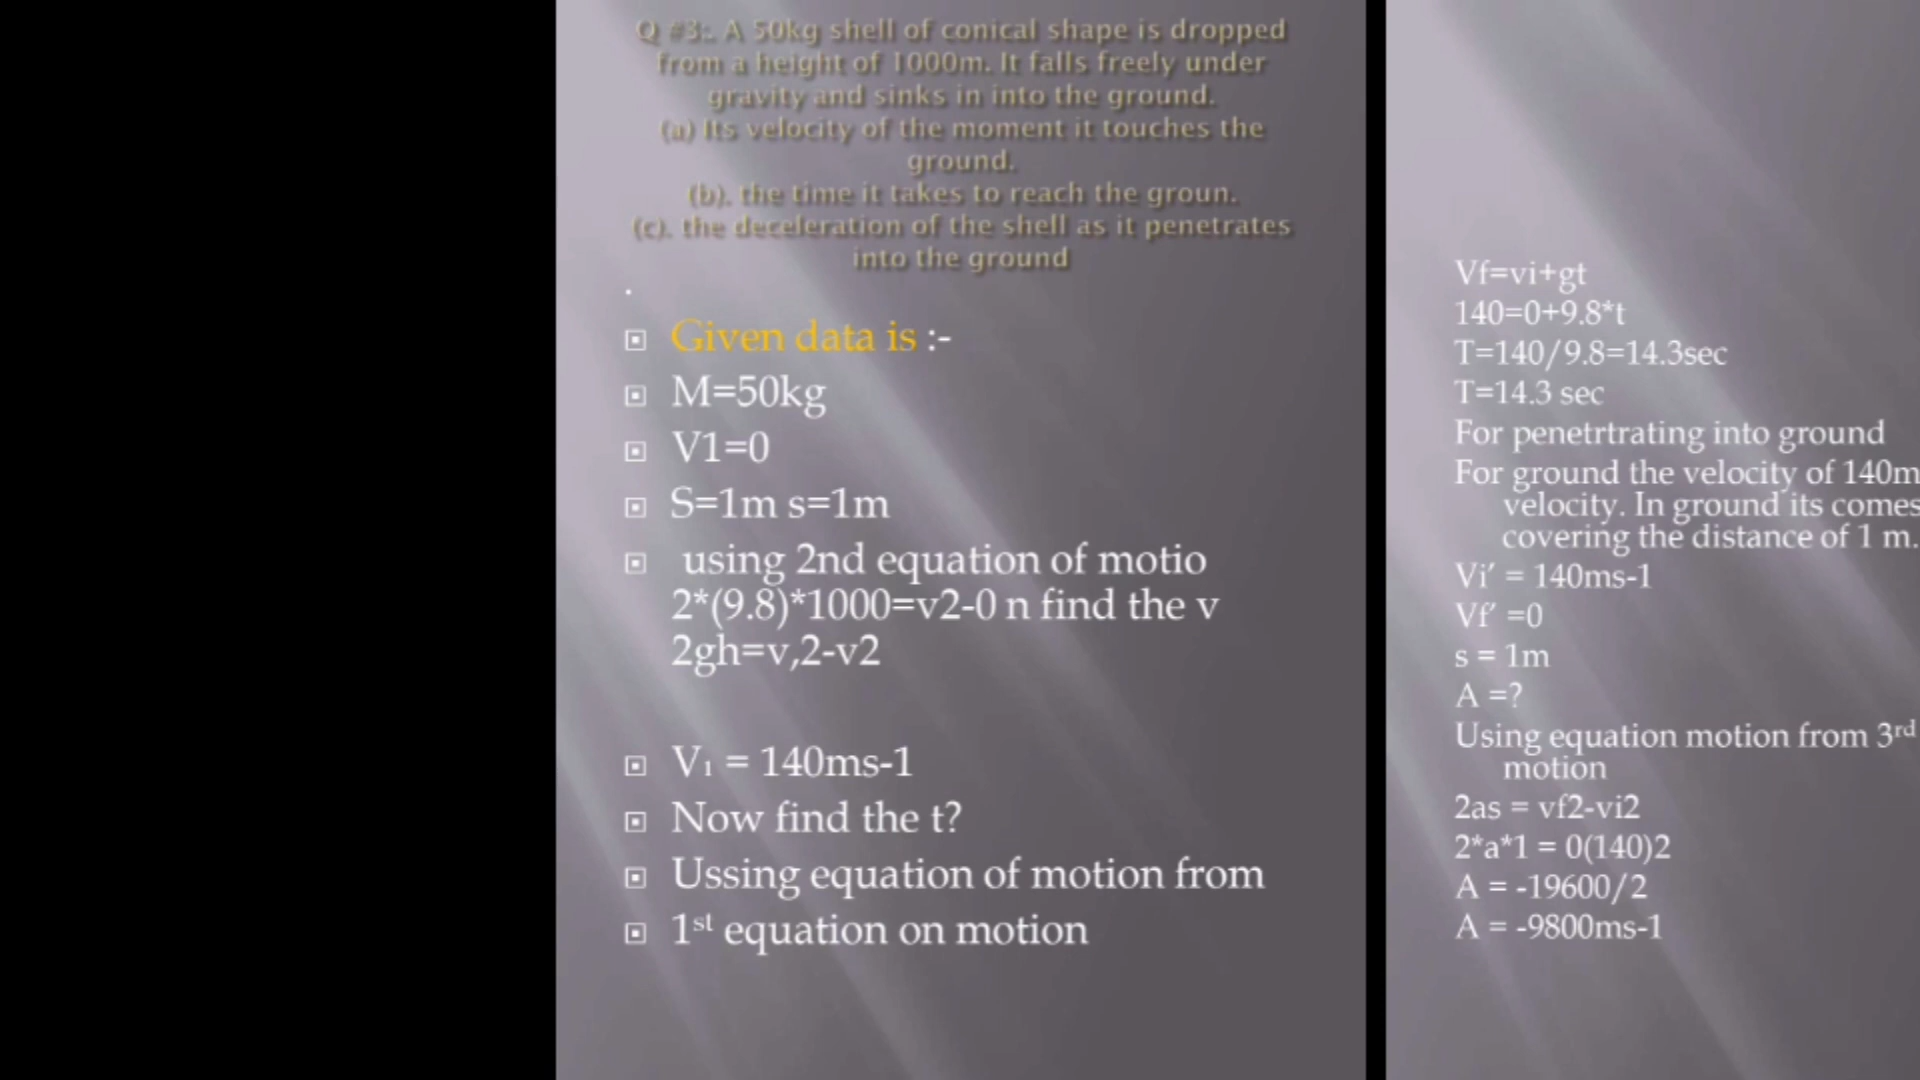 Q #3:. A 50kg shell of conical shape is dropped
from a height of 1000m. It falls freely under
gravity and sinks in into the ground.
(a) Its velocity of the moment it touches the
ground.
(b). the time it takes to reach the groun.
(c). the deceleration of the shell as it penetrates
into the ground
.
Given data is :-
M=50kg
V1=0
S=1m s=1m
using 2nd equation of motio
2*(9.8)*1000=v2-0 n find the v
2gh=v,2-v2
V₁ = 140ms-1
Now find the t?
Ussing equation of motion from
1st equation on motion
Vf=vi+gt
140=0+9.8*t
T=140/9.8=14.3sec
T=14.3 sec
For penetrtrating into ground
For ground the velocity of 140m
velocity. In ground its comes
covering the distance of 1 m.
Vi’ = 140ms-1
Vf’ =0
s = 1m
A =?
Using equation motion from 3rd
motion
2as = vf2-vi2
2*a*1 = 0(140)2
A = -19600/2
A = -9800ms-1